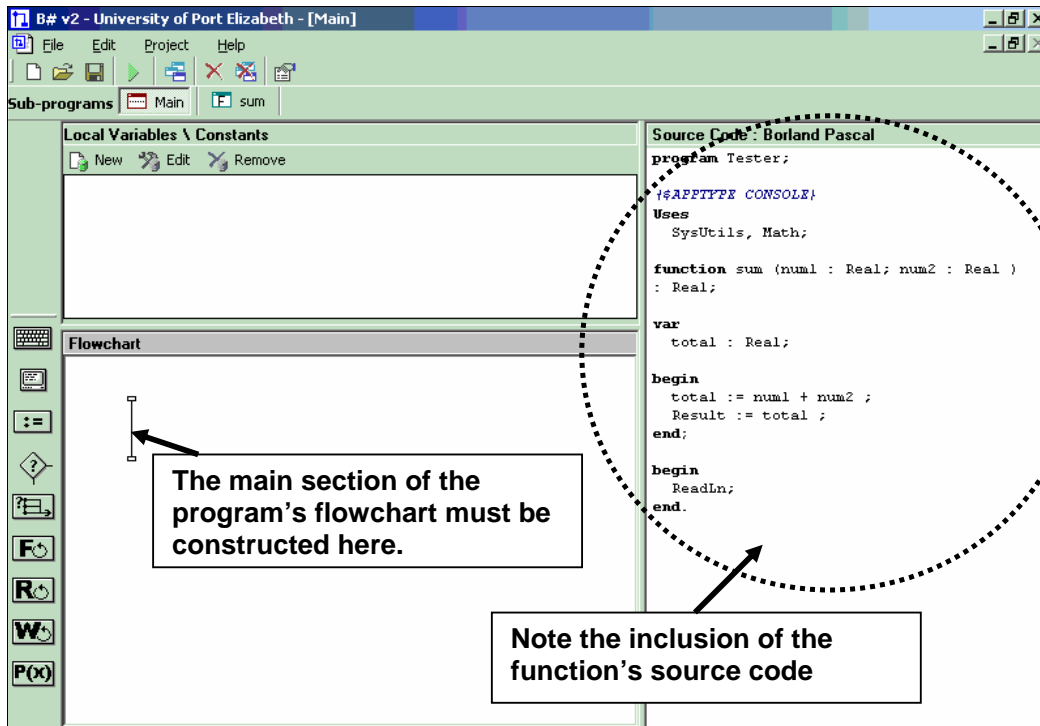 B# v2 - University of Port Elizabeth - [Main]
File Edit Project Help
Sub-programs Main F sum
Local Variables \ Constants
New Edit Remove
Flowchart
:=
?
?
F
R
W
P(x)
The main section of the
program's flowchart must be
constructed here.
Source Code : Borland Pascal
program Tester;
{$APPTYPE CONSOLE}
Uses
SysUtils, Math;
function sum (num1 : Real; num2 : Real )
: Real;
var
total : Real;
begin
total := num1 + num2 ;
Result := total ;
end;
begin
ReadLn;
end.
Note the inclusion of the
function's source code